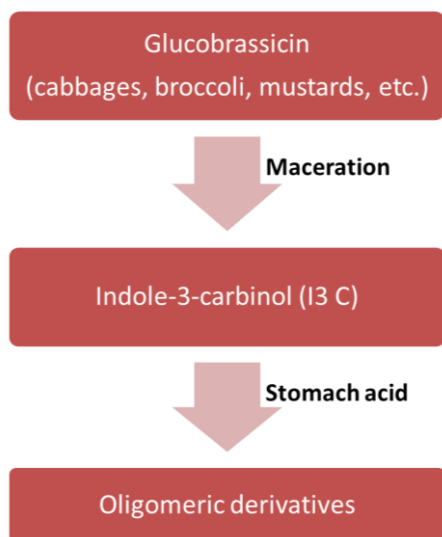 Glucobrassicin
(cabbages, broccoli, mustards, etc.)
Maceration
Indole-3-carbinol (I3 C)
Stomach acid
Oligomeric derivatives